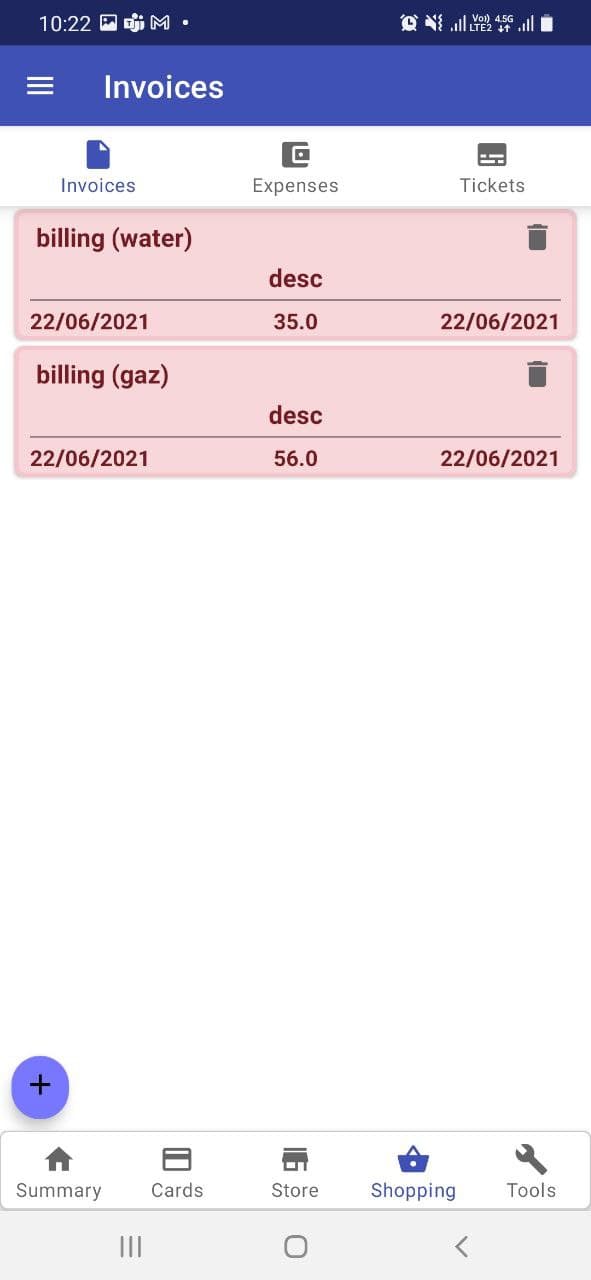 10:22
Vo)) 4.5G
LTE2
Invoices
Invoices Expenses Tickets
billing (water)
desc
22/06/2021 35.0 22/06/2021
billing (gaz)
desc
22/06/2021 56.0 22/06/2021
+
Summary Cards Store Shopping Tools